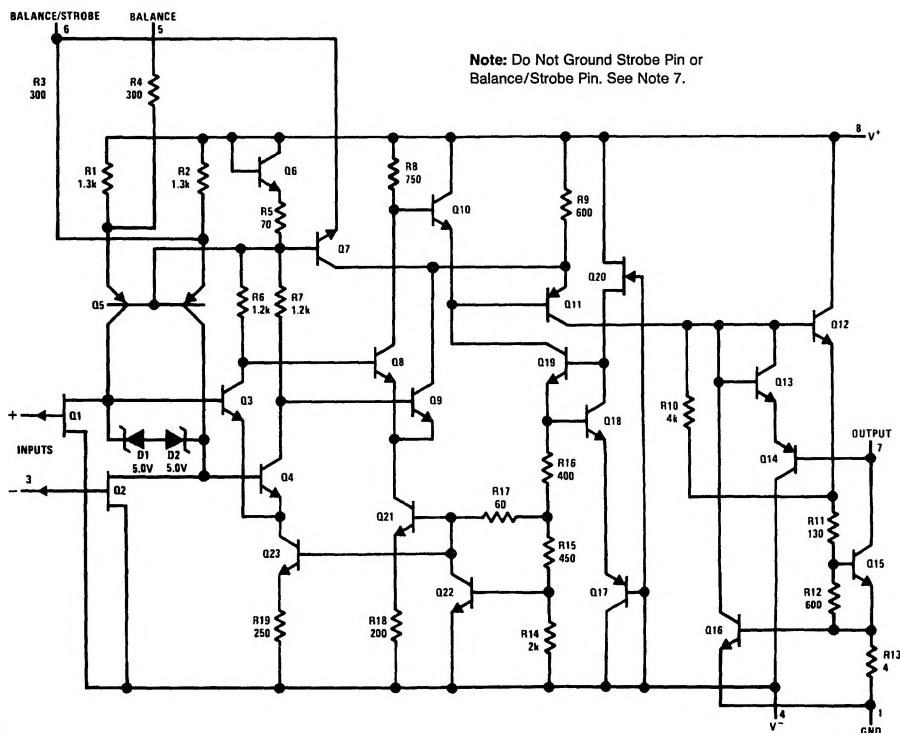 BALANCE/STROBE
6
BALANCE
5
Note: Do Not Ground Strobe Pin or
Balance/Strobe Pin. See Note 7.
R3
300
R4
300
8 V+
R1
1.3k
R2
1.3k
Q6
R5
70
Q7
R8
750
Q10
R9
600
Q20
Q5
R6
1.2k
R7
1.2k
Q11
Q12
Q8
Q19
Q3
Q9
Q13
+
Q1
R10
4k
Q18
INPUTS
D1
5.0V
D2
5.0V
R16
400
OUTPUT
7
Q14
3
−
Q2
Q4
Q21
R17
60
R11
130
R15
450
Q15
Q23
Q22
Q17
R12
600
R19
250
R18
200
R14
2k
Q16
R13
4
4
V−
1
GND